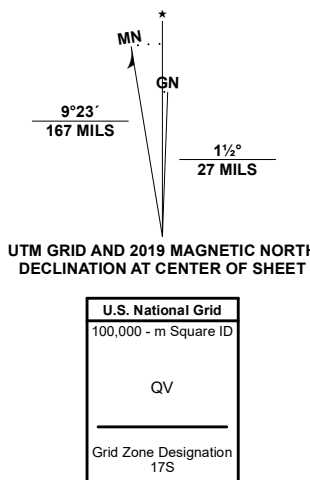 ★
MN
GN
9°23´
167 MILS
1½°
27 MILS
UTM GRID AND 2019 MAGNETIC NORTH
DECLINATION AT CENTER OF SHEET
U.S. National Grid
100,000 - m Square ID
QV
Grid Zone Designation
17S